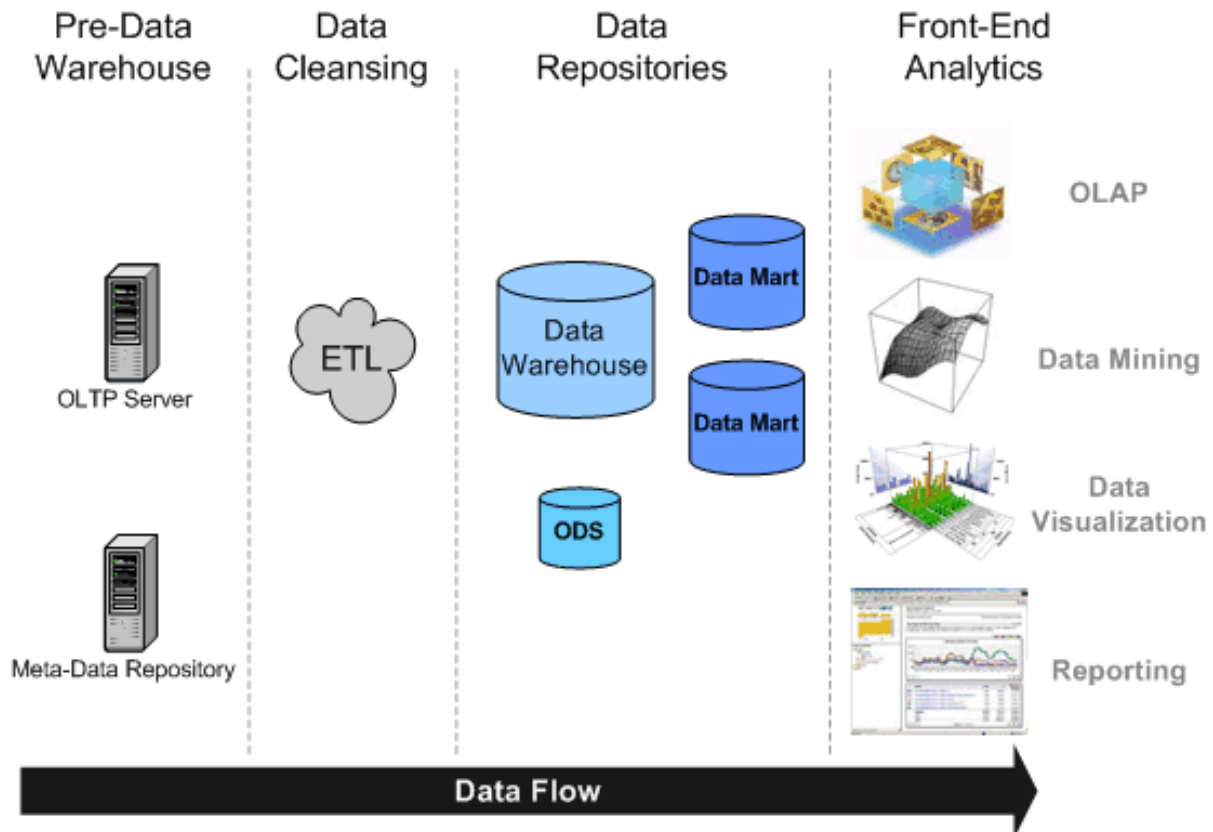 Pre-Data
Warehouse
Data
Cleansing
Data
Repositories
Front-End
Analytics
OLTP Server
Meta-Data Repository
ETL
Data
Warehouse
Data Mart
Data Mart
ODS
OLAP
Data Mining
Data
Visualization
Reporting
Data Flow